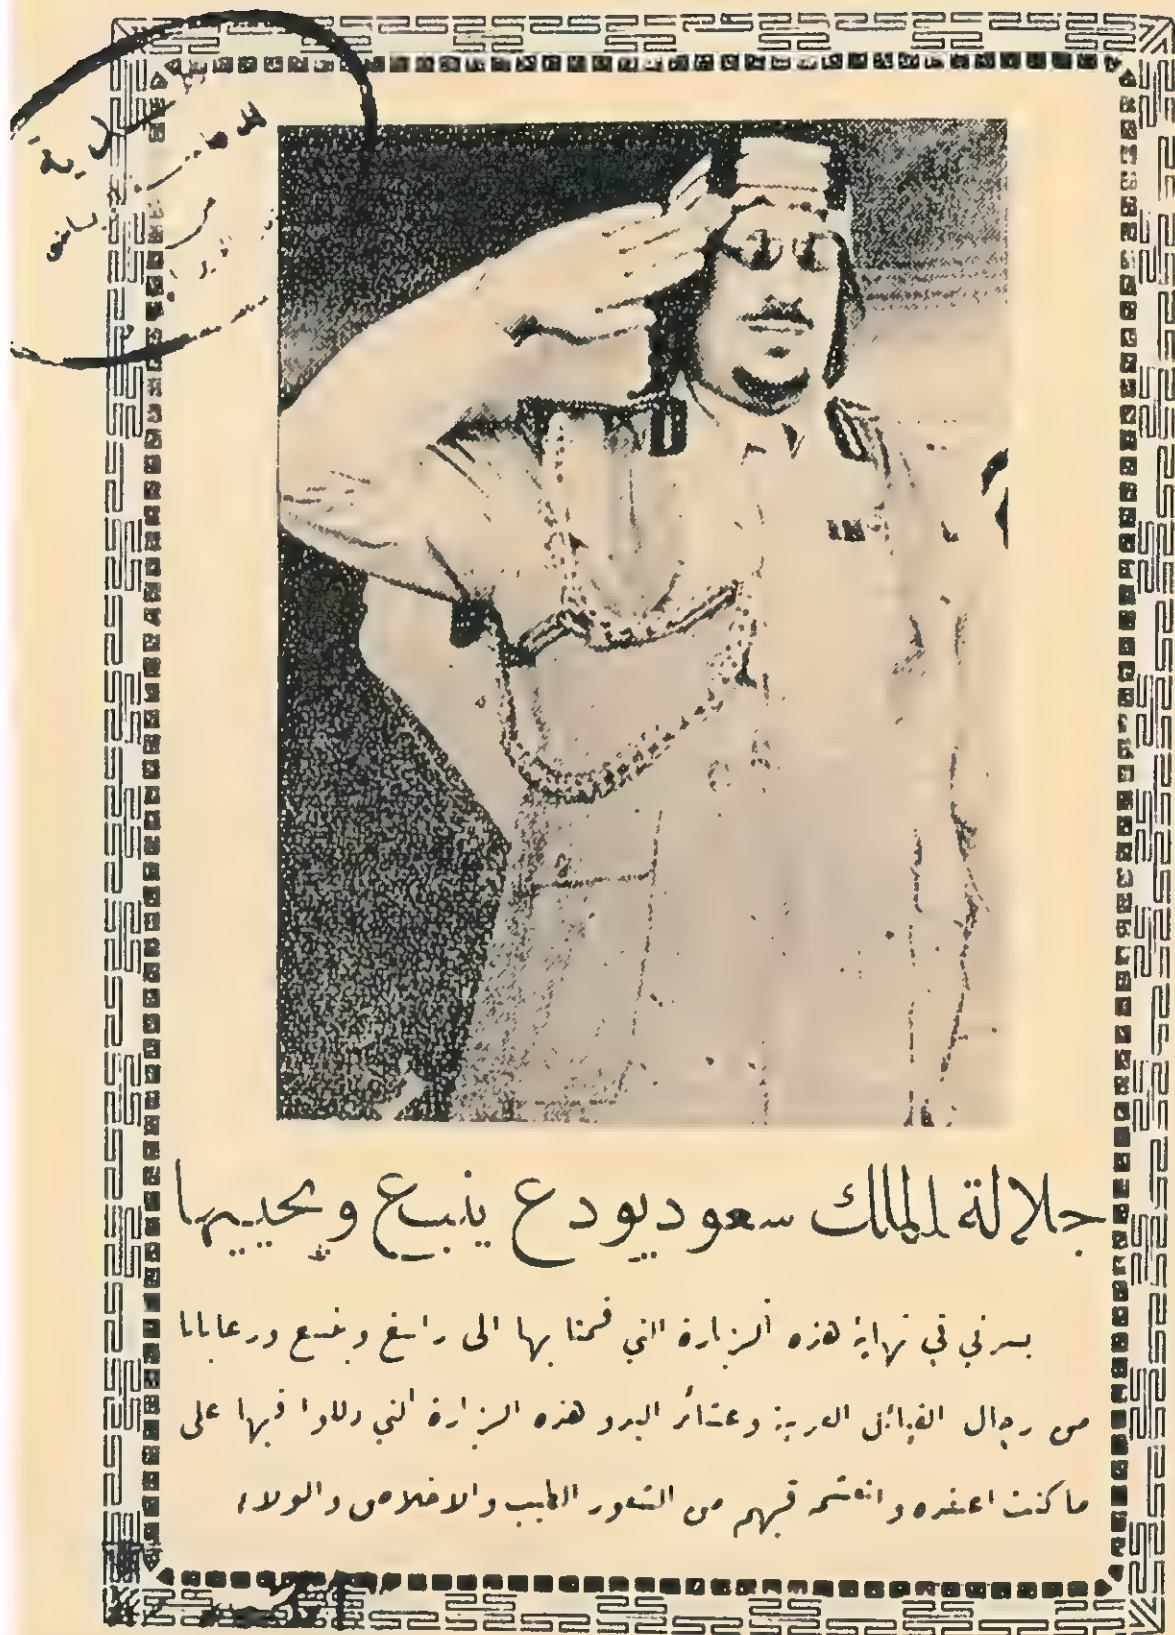 جلالة الملك سعود يودع ينبع ويحييها
يسرني في نهاية هذه الزيارة التي قمنا بها الى رابغ وينبع ورعايانا
من رجال القبائل العربية وعشائر البدو هذه الزيارة التي دللوا فيها على
ما كنت اعتقده واتعشمه فيهم من الشعور الطيب والاخلاص والولاء